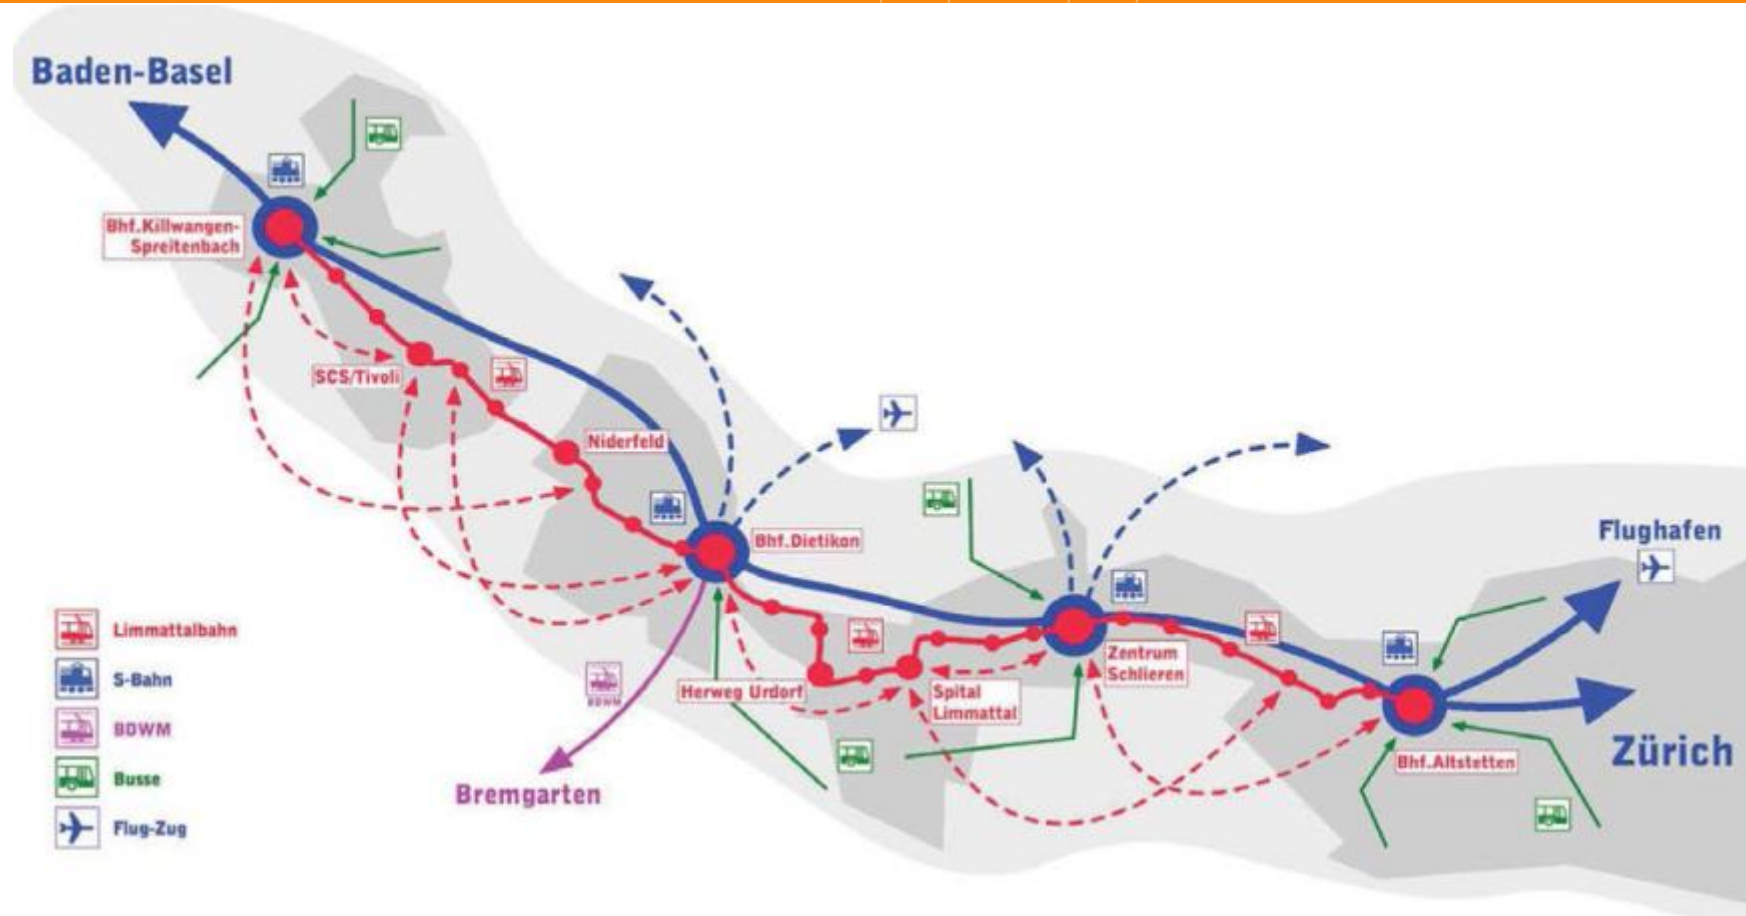 Baden-Basel
Bhf.Killwangen-
Spreitenbach
SCS/Tivoli
Niderfeld
Bhf.Dietikon
Flughafen
Limmattalbahn
S-Bahn
BDWM
Busse
Flug-Zug
BDWM
Herweg Urdorf
Spital
Limmattal
Zentrum
Schlieren
Bhf.Altstetten
Zürich
Bremgarten